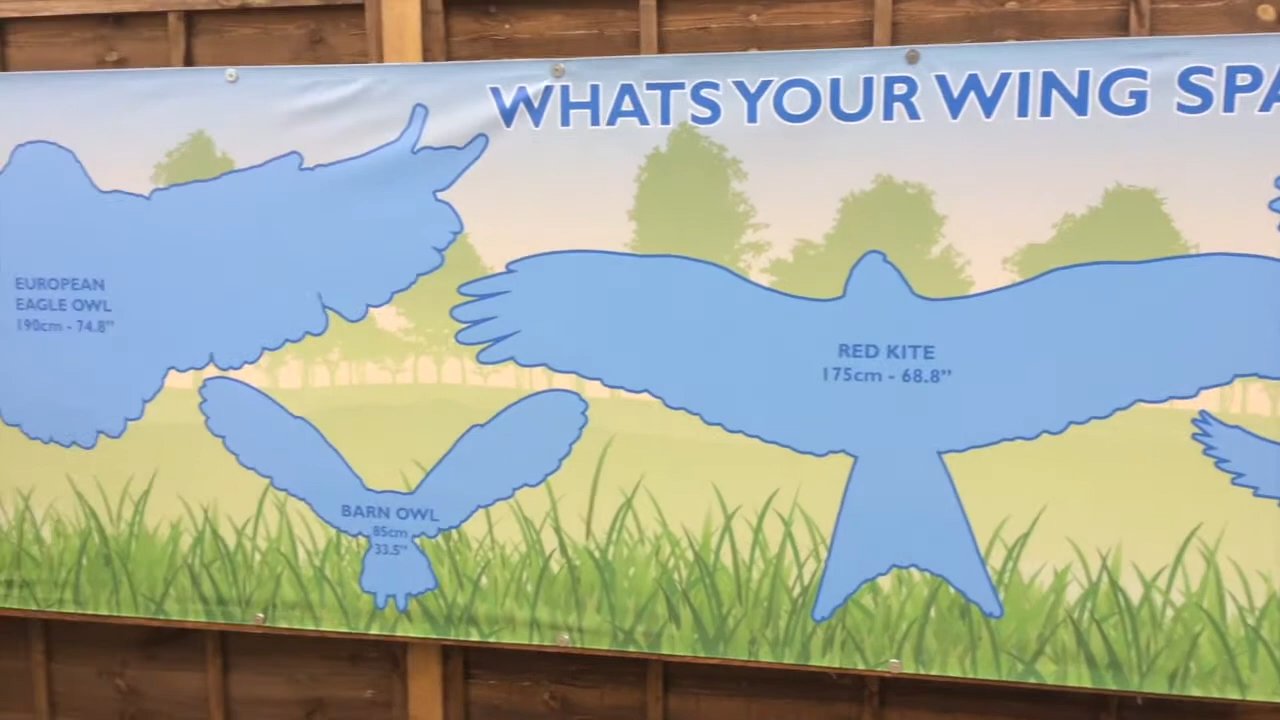 WHATS YOUR WING SPA
EUROPEAN
EAGLE OWL
190cm - 74.8"
RED KITE
175cm - 68.8"
BARN OWL
85cm
33.5"